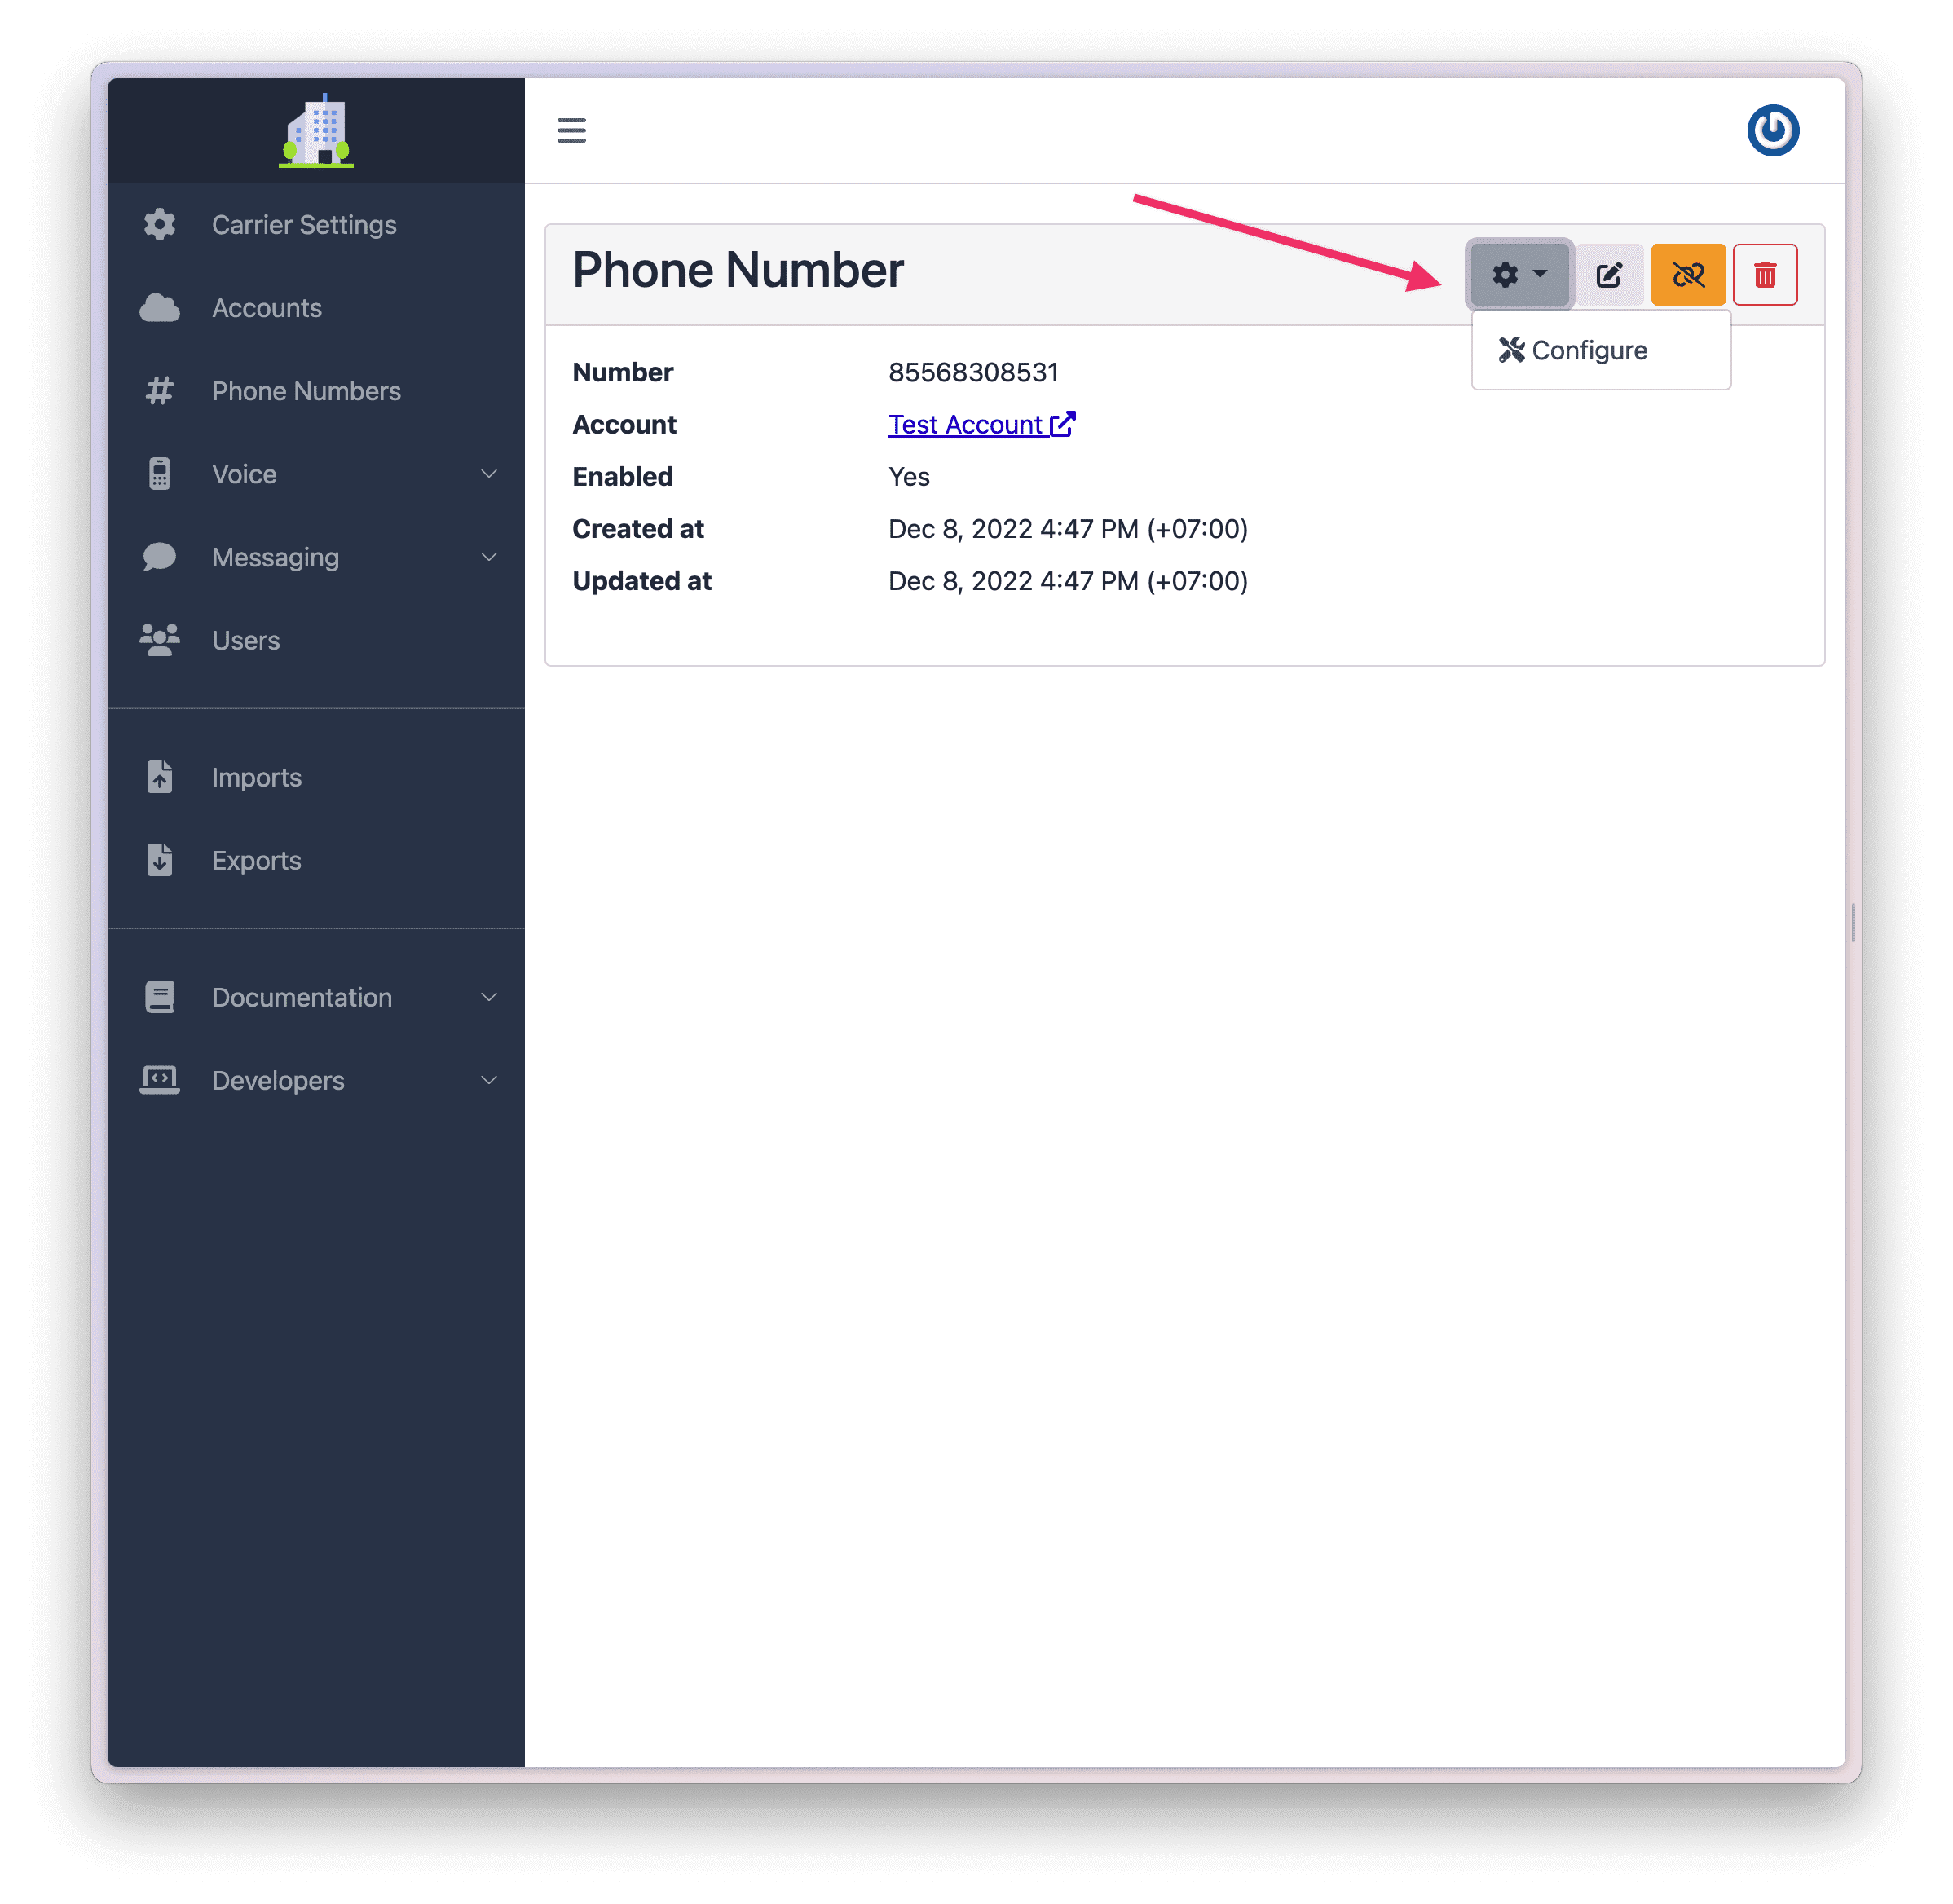 Carrier Settings
Accounts
Phone Numbers
Voice
Messaging
Users
Imports
Exports
Documentation
Developers
Phone Number
Configure
Number 85568308531
Account Test Account
Enabled Yes
Created at Dec 8, 2022 4:47 PM (+07:00)
Updated at Dec 8, 2022 4:47 PM (+07:00)